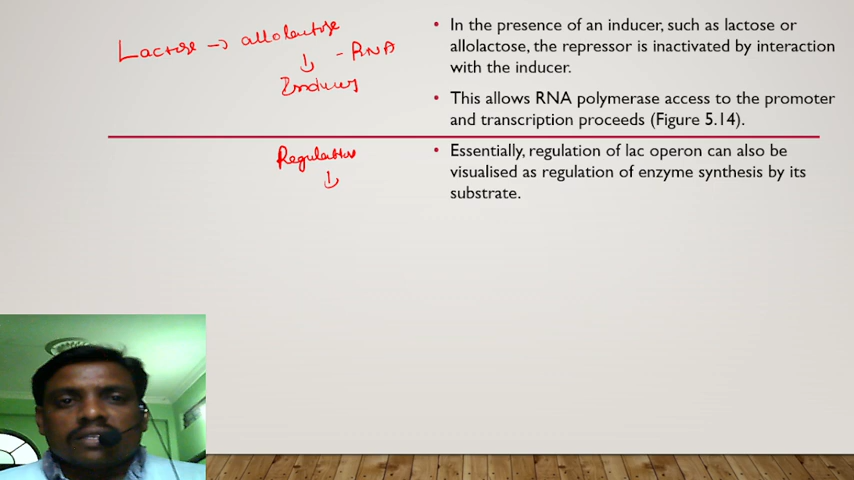 Lactose → allolactose
- RNA
Inducer
Regulation
• In the presence of an inducer, such as lactose or
allolactose, the repressor is inactivated by interaction
with the inducer.
• This allows RNA polymerase access to the promoter
and transcription proceeds (Figure 5.14).
• Essentially, regulation of lac operon can also be
visualised as regulation of enzyme synthesis by its
substrate.